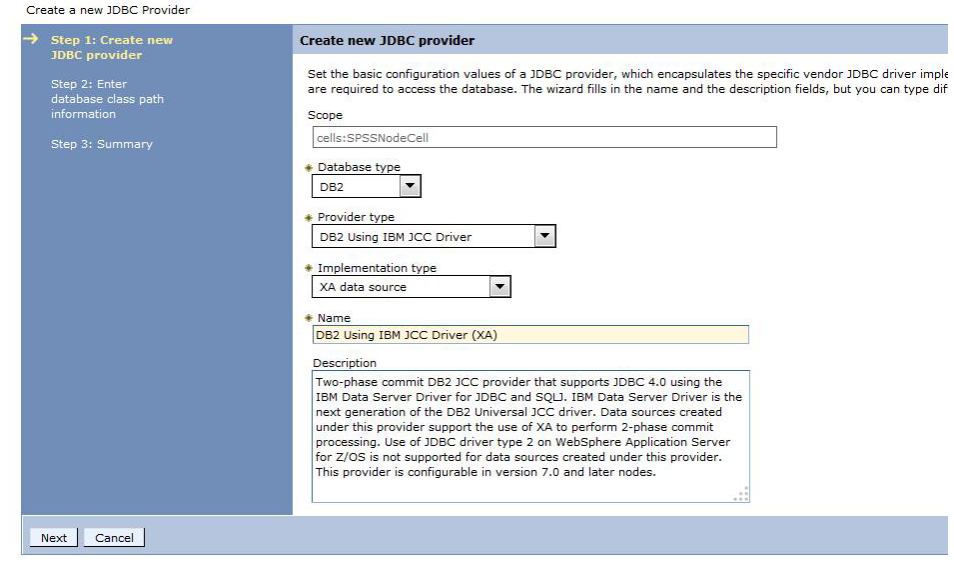 Create a new JDBC Provider
Step 1: Create new
JDBC provider
Step 2: Enter
database class path
information
Step 3: Summary
Create new JDBC provider
Set the basic configuration values of a JDBC provider, which encapsulates the specific vendor JDBC driver imple
are required to access the database. The wizard fills in the name and the description fields, but you can type dif
Scope
cells:SPSSNodeCell
Database type
DB2
Provider type
DB2 Using IBM JCC Driver
Implementation type
XA data source
Name
DB2 Using IBM JCC Driver (XA)
Description
Two-phase commit DB2 JCC provider that supports JDBC 4.0 using the
IBM Data Server Driver for JDBC and SQLJ. IBM Data Server Driver is the
next generation of the DB2 Universal JCC driver. Data sources created
under this provider support the use of XA to perform 2-phase commit
processing. Use of JDBC driver type 2 on WebSphere Application Server
for Z/OS is not supported for data sources created under this provider.
This provider is configurable in version 7.0 and later nodes.
Next Cancel